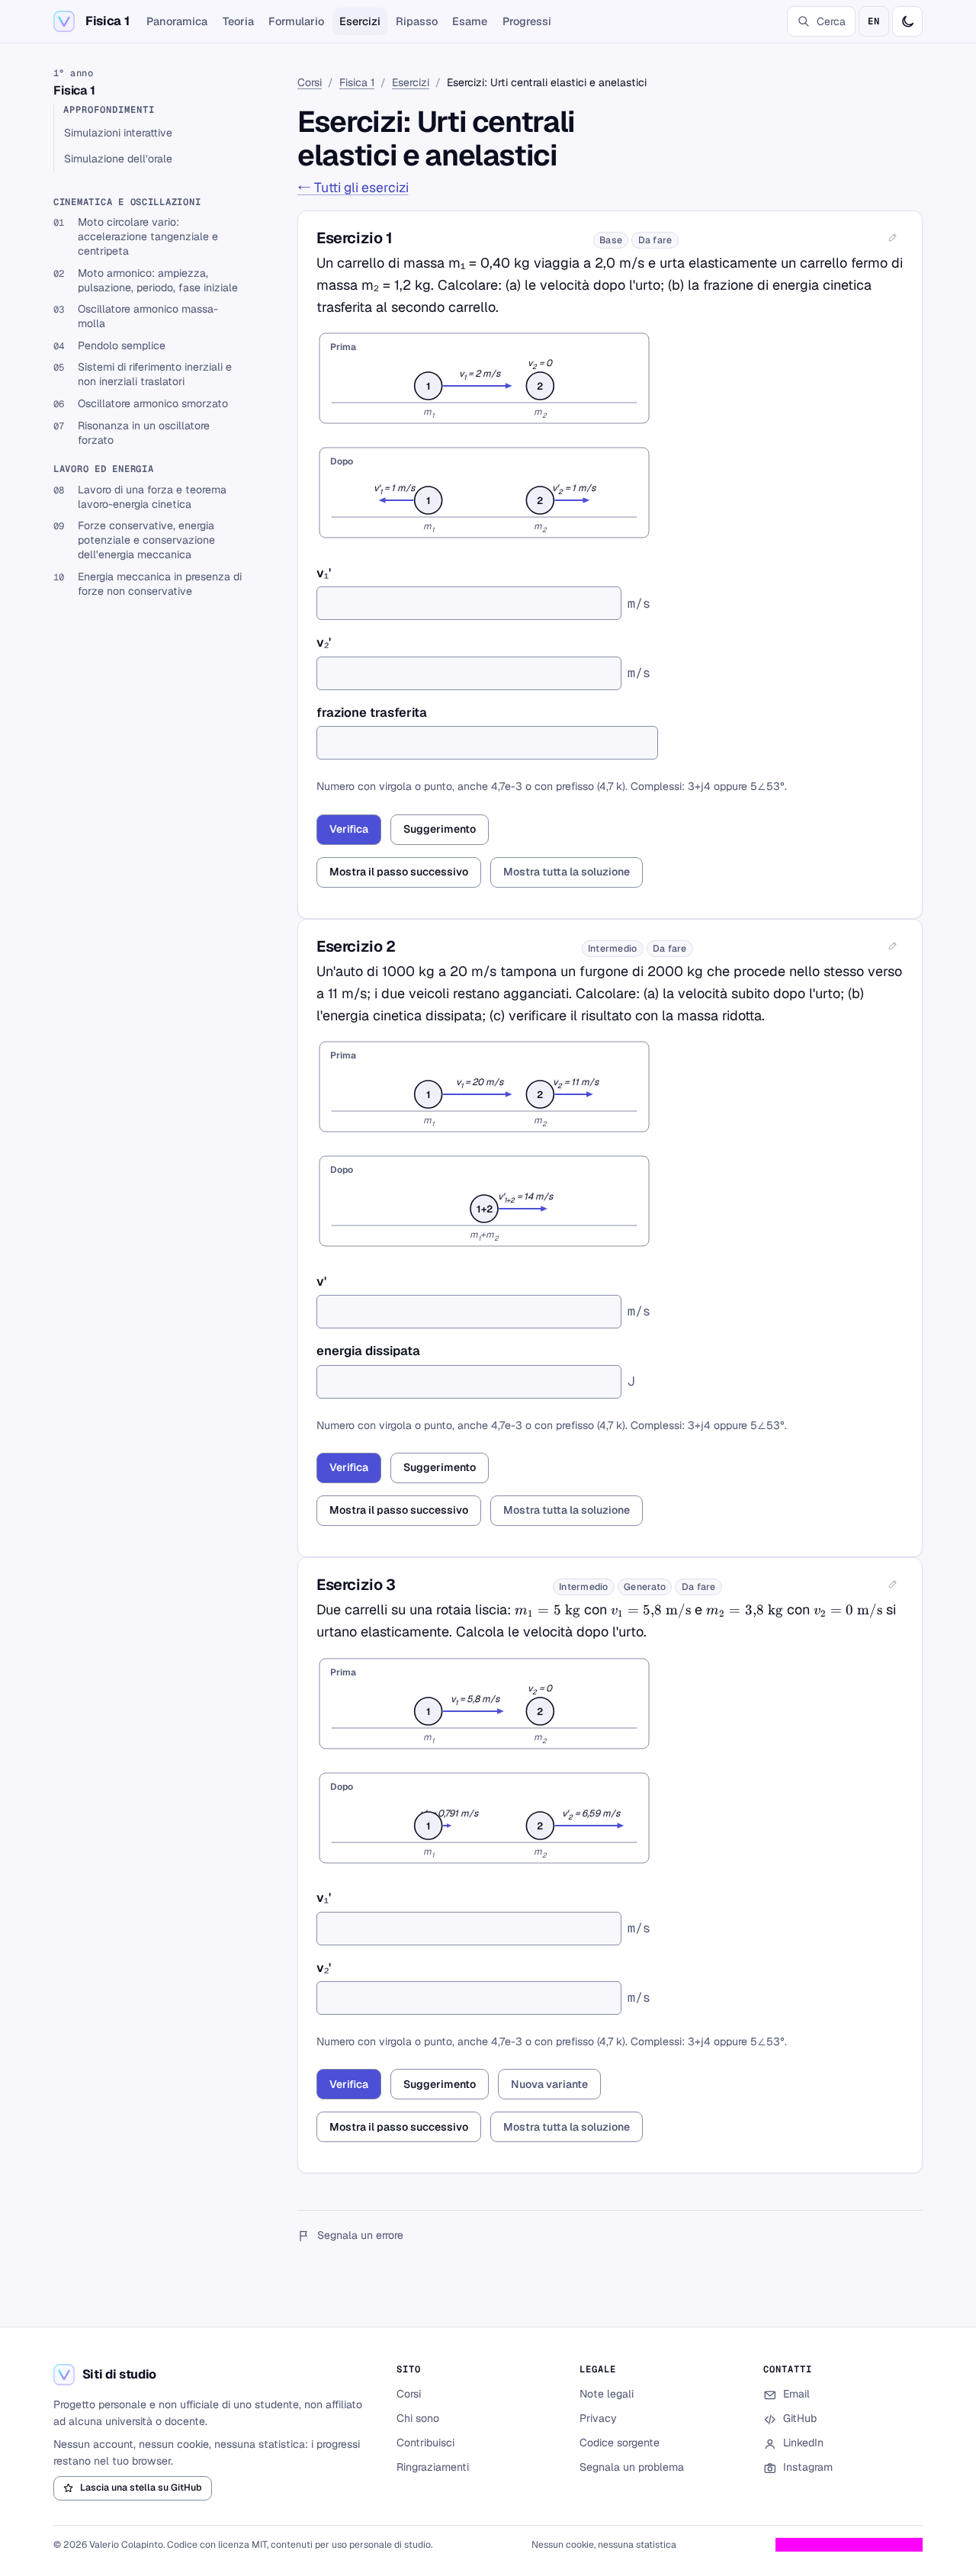 Fisica 1
Panoramica
Teoria
Formulario
Esercizi
Ripasso
Esame
Progressi
Cerca
EN
1° anno
Fisica 1
APPROFONDIMENTI
Simulazioni interattive
Simulazione dell'orale
CINEMATICA E OSCILLAZIONI
01 Moto circolare vario:
accelerazione tangenziale e
centripeta
02 Moto armonico: ampiezza,
pulsazione, periodo, fase iniziale
03 Oscillatore armonico massa-
molla
04 Pendolo semplice
05 Sistemi di riferimento inerziali e
non inerziali traslatori
06 Oscillatore armonico smorzato
07 Risonanza in un oscillatore
forzato
LAVORO ED ENERGIA
08 Lavoro di una forza e teorema
lavoro-energia cinetica
09 Forze conservative, energia
potenziale e conservazione
dell'energia meccanica
10 Energia meccanica in presenza di
forze non conservative
Corsi / Fisica 1 / Esercizi / Esercizi: Urti centrali elastici e anelastici
Esercizi: Urti centrali
elastici e anelastici
← Tutti gli esercizi
Esercizio 1
Base
Da fare
Un carrello di massa m₁ = 0,40 kg viaggia a 2,0 m/s e urta elasticamente un carrello fermo di
massa m₂ = 1,2 kg. Calcolare: (a) le velocità dopo l'urto; (b) la frazione di energia cinetica
trasferita al secondo carrello.
Prima
v₁ = 2 m/s
v₂ = 0
1
2
m₁
m₂
Dopo
v'₁ = 1 m/s
v'₂ = 1 m/s
1
2
m₁
m₂
v₁'
m/s
v₂'
m/s
frazione trasferita
Numero con virgola o punto, anche 4,7e-3 o con prefisso (4,7 k). Complessi: 3+j4 oppure 5∠53°.
Verifica
Suggerimento
Mostra il passo successivo
Mostra tutta la soluzione
Esercizio 2
Intermedio
Da fare
Un'auto di 1000 kg a 20 m/s tampona un furgone di 2000 kg che procede nello stesso verso
a 11 m/s; i due veicoli restano agganciati. Calcolare: (a) la velocità subito dopo l'urto; (b)
l'energia cinetica dissipata; (c) verificare il risultato con la massa ridotta.
Prima
v₁ = 20 m/s
v₂ = 11 m/s
1
2
m₁
m₂
Dopo
v'₁₊₂ = 14 m/s
1+2
m₁+m₂
v'
m/s
energia dissipata
J
Numero con virgola o punto, anche 4,7e-3 o con prefisso (4,7 k). Complessi: 3+j4 oppure 5∠53°.
Verifica
Suggerimento
Mostra il passo successivo
Mostra tutta la soluzione
Esercizio 3
Intermedio
Generato
Da fare
Due carrelli su una rotaia liscia: m₁ = 5 kg con v₁ = 5,8 m/s e m₂ = 3,8 kg con v₂ = 0 m/s si
urtano elasticamente. Calcola le velocità dopo l'urto.
Prima
v₁ = 5,8 m/s
v₂ = 0
1
2
m₁
m₂
Dopo
0,791 m/s
v'₂ = 6,59 m/s
1
2
m₁
m₂
v₁'
m/s
v₂'
m/s
Numero con virgola o punto, anche 4,7e-3 o con prefisso (4,7 k). Complessi: 3+j4 oppure 5∠53°.
Verifica
Suggerimento
Nuova variante
Mostra il passo successivo
Mostra tutta la soluzione
Segnala un errore
Siti di studio
Progetto personale e non ufficiale di uno studente, non affiliato
ad alcuna università o docente.
Nessun account, nessun cookie, nessuna statistica: i progressi
restano nel tuo browser.
Lascia una stella su GitHub
SITO
Corsi
Chi sono
Contribuisci
Ringraziamenti
LEGALE
Note legali
Privacy
Codice sorgente
Segnala un problema
CONTATTI
Email
GitHub
LinkedIn
Instagram
© 2026 Valerio Colapinto. Codice con licenza MIT, contenuti per uso personale di studio.
Nessun cookie, nessuna statistica